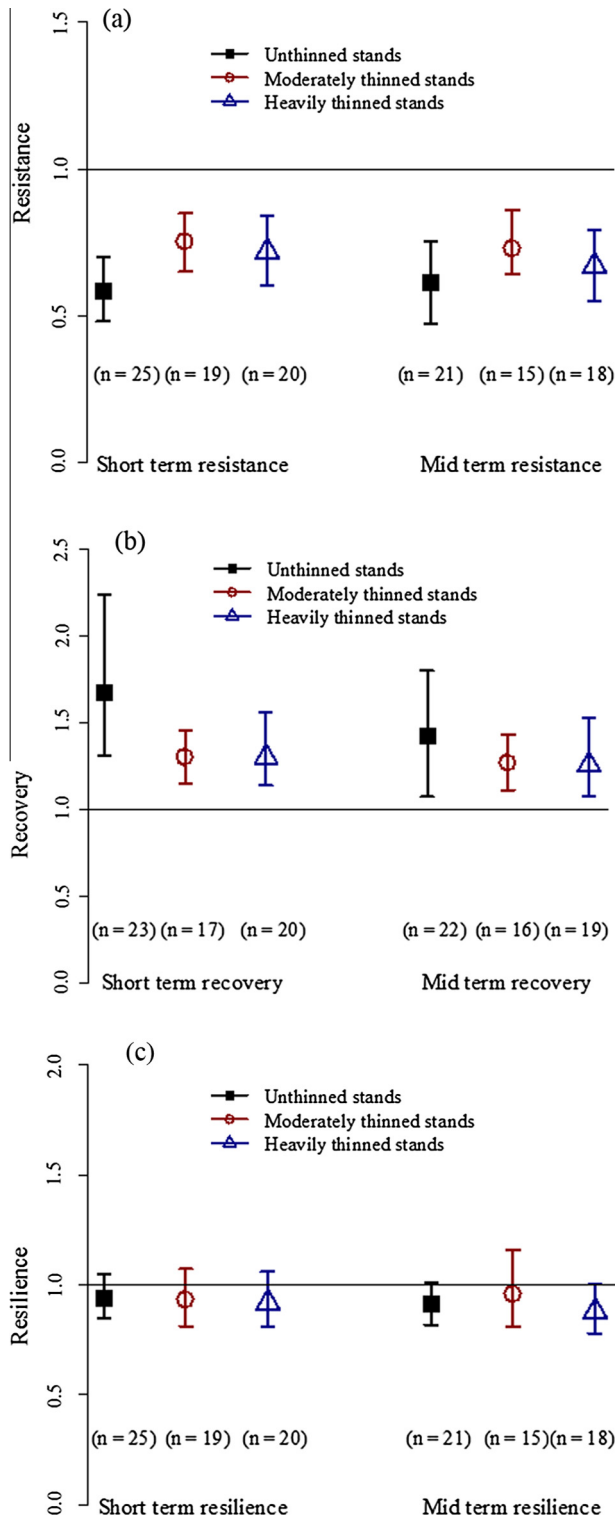 (a)
Unthinned stands
Moderately thinned stands
Heavily thinned stands
Resistance
1.5
1.0
0.5
0.0
(n = 25) (n = 19) (n = 20) (n = 21) (n = 15) (n = 18)
Short term resistance Mid term resistance
(b)
Unthinned stands
Moderately thinned stands
Heavily thinned stands
Recovery
2.5
2.0
1.5
1.0
0.5
0.0
(n = 23) (n = 17) (n = 20) (n = 22) (n = 16) (n = 19)
Short term recovery Mid term recovery
(c)
Unthinned stands
Moderately thinned stands
Heavily thinned stands
Resilience
2.0
1.5
1.0
0.5
0.0
(n = 25) (n = 19) (n = 20) (n = 21) (n = 15) (n = 18)
Short term resilience Mid term resilience